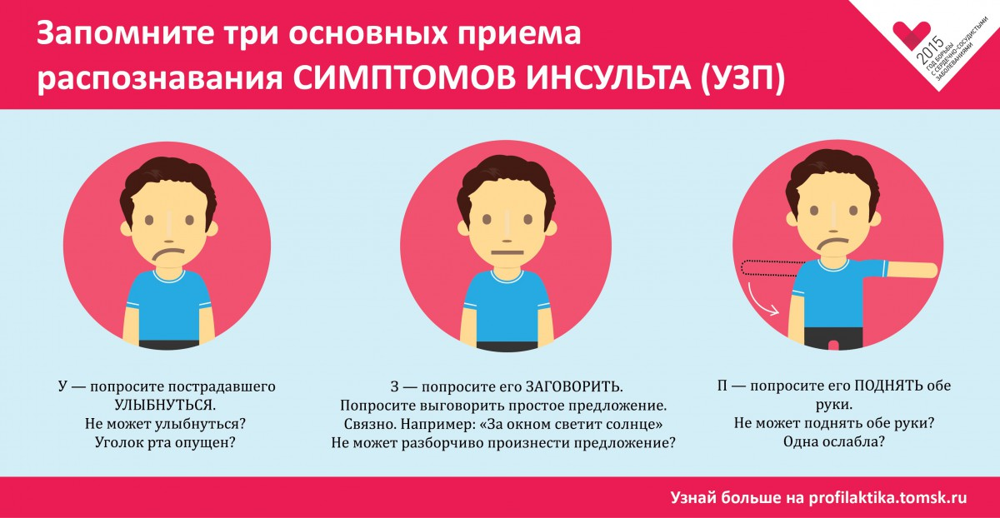 Запомните три основных приема
распознавания СИМПТОМОВ ИНСУЛЬТА (УЗП)
2015
ГОД БОРЬБЫ
С СЕРДЕЧНО-СОСУДИСТЫМИ
ЗАБОЛЕВАНИЯМИ
У — попросите пострадавшего
УЛЫБНУТЬСЯ.
Не может улыбнуться?
Уголок рта опущен?
З — попросите его ЗАГОВОРИТЬ.
Попросите выговорить простое предложение.
Связно. Например: «За окном светит солнце»
Не может разборчиво произнести предложение?
П — попросите его ПОДНЯТЬ обе
руки.
Не может поднять обе руки?
Одна ослабла?
Узнай больше на profilaktika.tomsk.ru